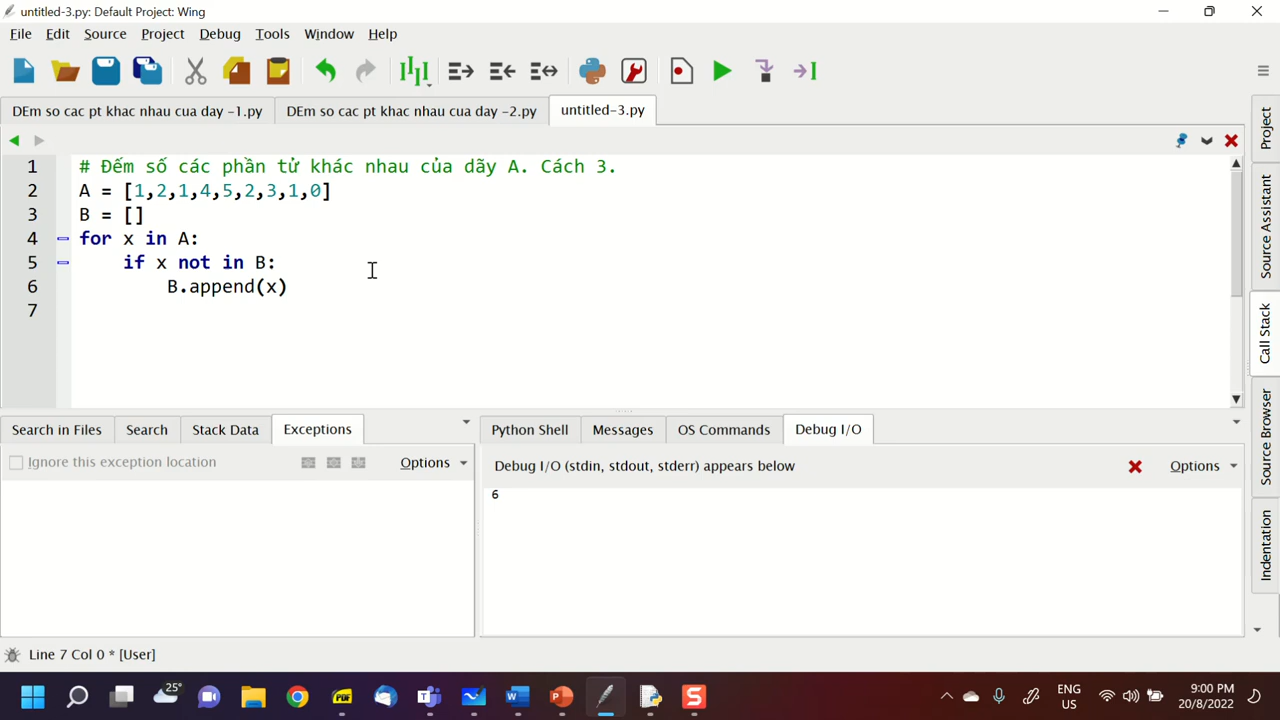 untitled-3.py: Default Project: Wing
File Edit Source Project Debug Tools Window Help
DEm so cac pt khac nhau cua day -1.py DEm so cac pt khac nhau cua day -2.py untitled-3.py
1 # Đếm số các phần tử khác nhau của dãy A. Cách 3.
2 A = [1,2,1,4,5,2,3,1,0]
3 B = []
4 for x in A:
5 if x not in B:
6 B.append(x)
7
Project
Source Assistant
Call Stack
Source Browser
Indentation
Search in Files Search Stack Data Exceptions
Ignore this exception location Options
Python Shell Messages OS Commands Debug I/O
Debug I/O (stdin, stdout, stderr) appears below Options
6
Line 7 Col 0 * [User]
25°
PDF
ENG
US
9:00 PM
20/8/2022